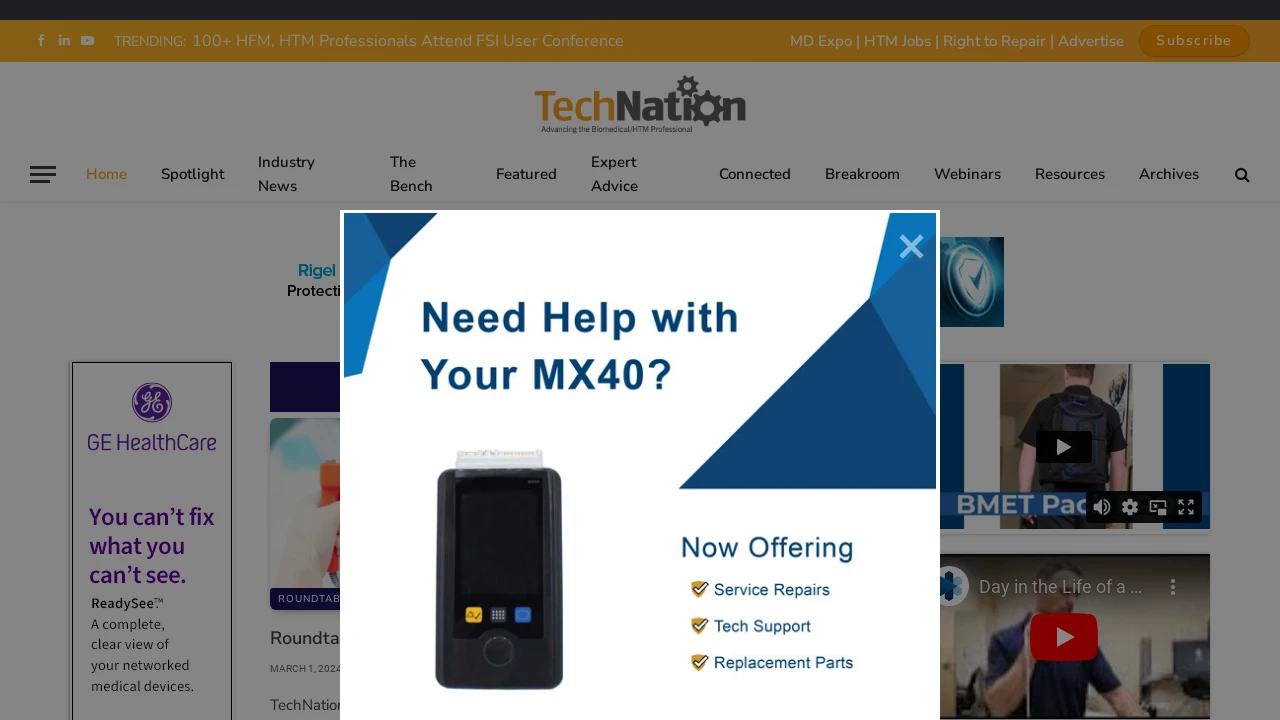 TRENDING: 100+ HFM, HTM Professionals Attend FSI User Conference
MD Expo | HTM Jobs | Right to Repair | Advertise
Subscribe
TechNation
Advancing the Biomedical/HTM Professional
Home
Spotlight
Industry News
The Bench
Featured
Expert Advice
Connected
Breakroom
Webinars
Resources
Archives
Rigel
Protecti
GE HealthCare
You can't fix
what you
can't see.
ReadySee.™
A complete,
clear view of
your networked
medical devices.
ROUNDTAB
Roundta
MARCH 1, 2024
TechNation
Need Help with
Your MX40?
Now Offering
Service Repairs
Tech Support
Replacement Parts
BMET Pac
Day in the Life of a ...